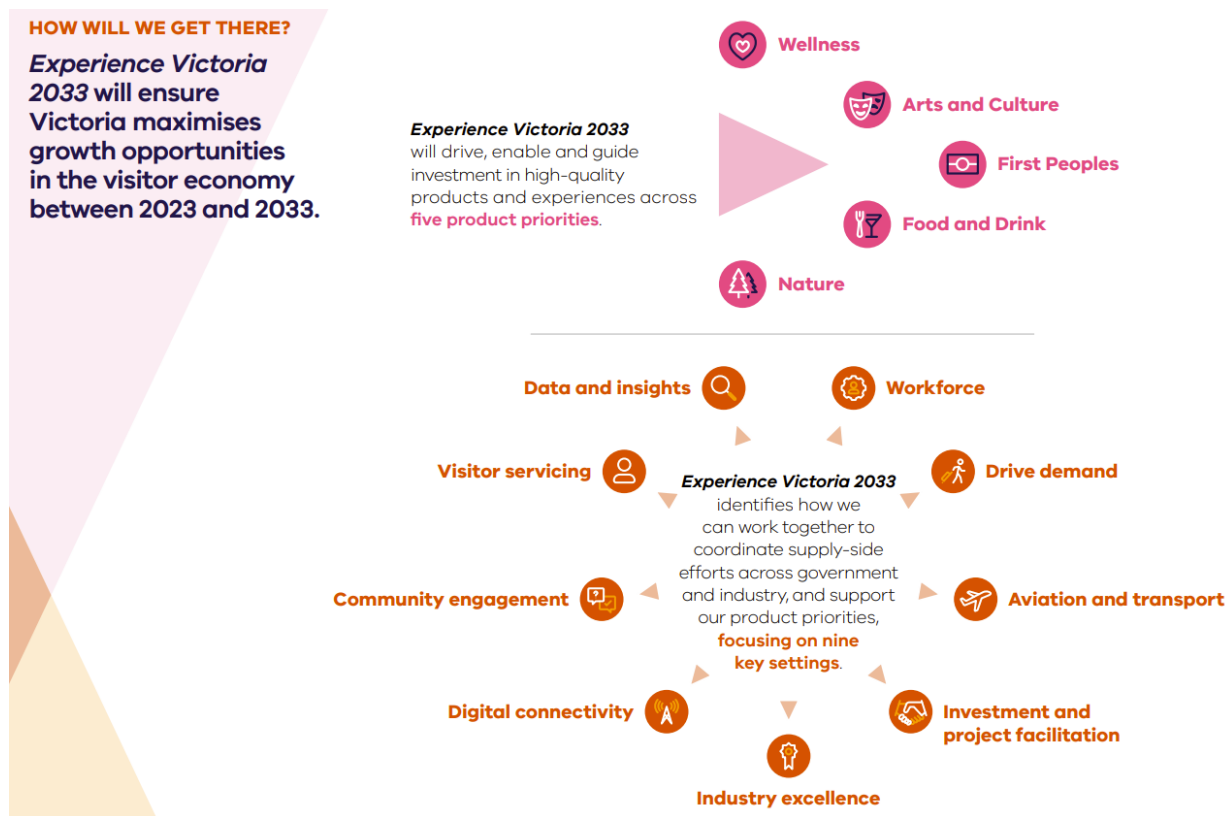 HOW WILL WE GET THERE?
Experience Victoria
2033 will ensure
Victoria maximises
growth opportunities
in the visitor economy
between 2023 and 2033.
Experience Victoria 2033
will drive, enable and guide
investment in high-quality
products and experiences across
five product priorities.
Wellness
Arts and Culture
First Peoples
Food and Drink
Nature
Experience Victoria 2033
identifies how we
can work together to
coordinate supply-side
efforts across government
and industry, and support
our product priorities,
focusing on nine
key settings.
Workforce
Drive demand
Aviation and transport
Investment and
project facilitation
Industry excellence
Digital connectivity
Community engagement
Visitor servicing
Data and insights